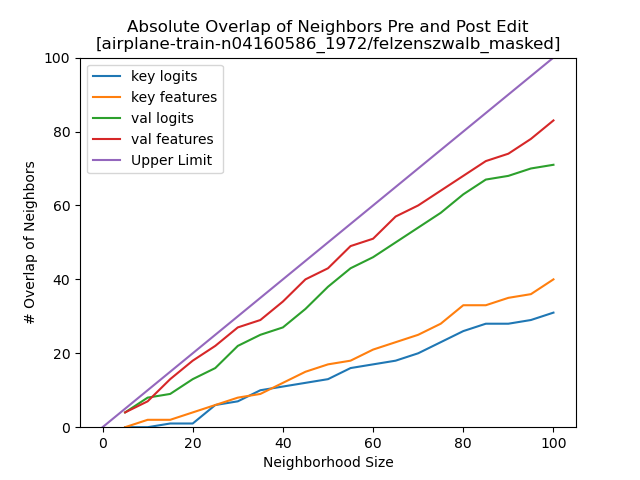 Absolute Overlap of Neighbors Pre and Post Edit
[airplane-train-n04160586_1972/felzenszwalb_masked]
key logits
key features
val logits
val features
Upper Limit
100
80
60
40
20
0
# Overlap of Neighbors
0 20 40 60 80 100
Neighborhood Size